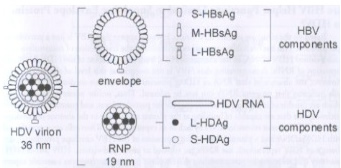 S-HBsAg
M-HBsAg
L-HBsAg
HBV
components
envelope
HDV virion
36 nm
RNP
19 nm
HDV RNA
L-HDAg
S-HDAg
HDV
components